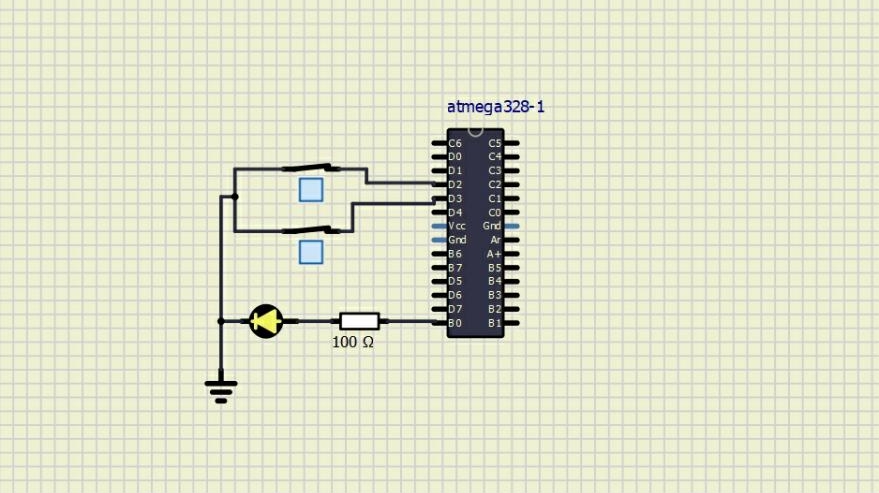 atmega328-1
C6 C5
D0 C4
D1 C3
D2 C2
D3 C1
D4 C0
Vcc Gnd
Gnd Ar
B6 A+
B7 B5
D5 B4
D6 B3
D7 B2
B0 B1
100 Ω